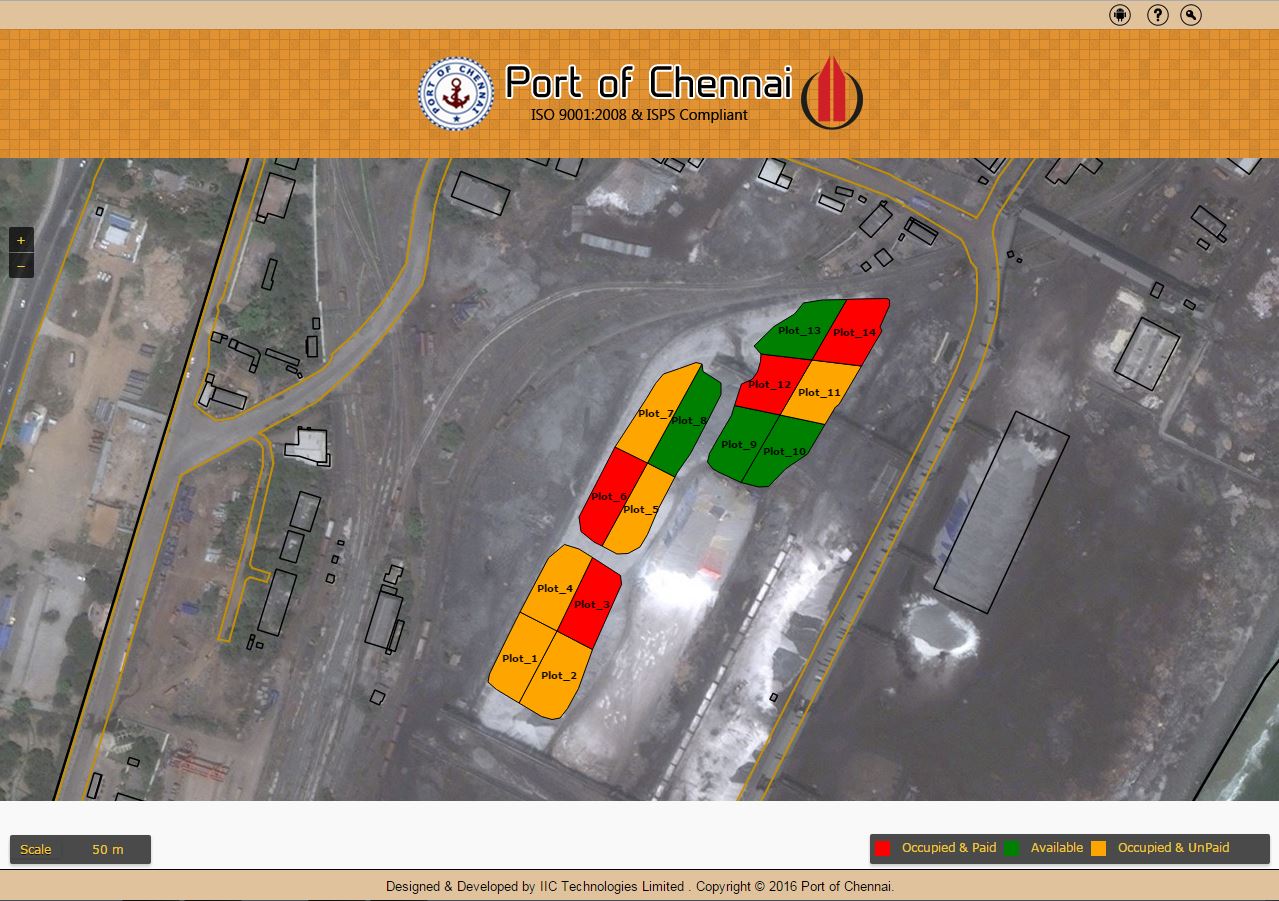 ?
PORT OF CHENNAI
Port of Chennai
ISO 9001:2008 & ISPS Compliant
+
−
Plot_13
Plot_14
Plot_12
Plot_11
Plot_7
Plot_8
Plot_9
Plot_10
Plot_6
Plot_5
Plot_4
Plot_3
Plot_1
Plot_2
Scale 50 m
Occupied & Paid Available Occupied & UnPaid
Designed & Developed by IIC Technologies Limited . Copyright © 2016 Port of Chennai.